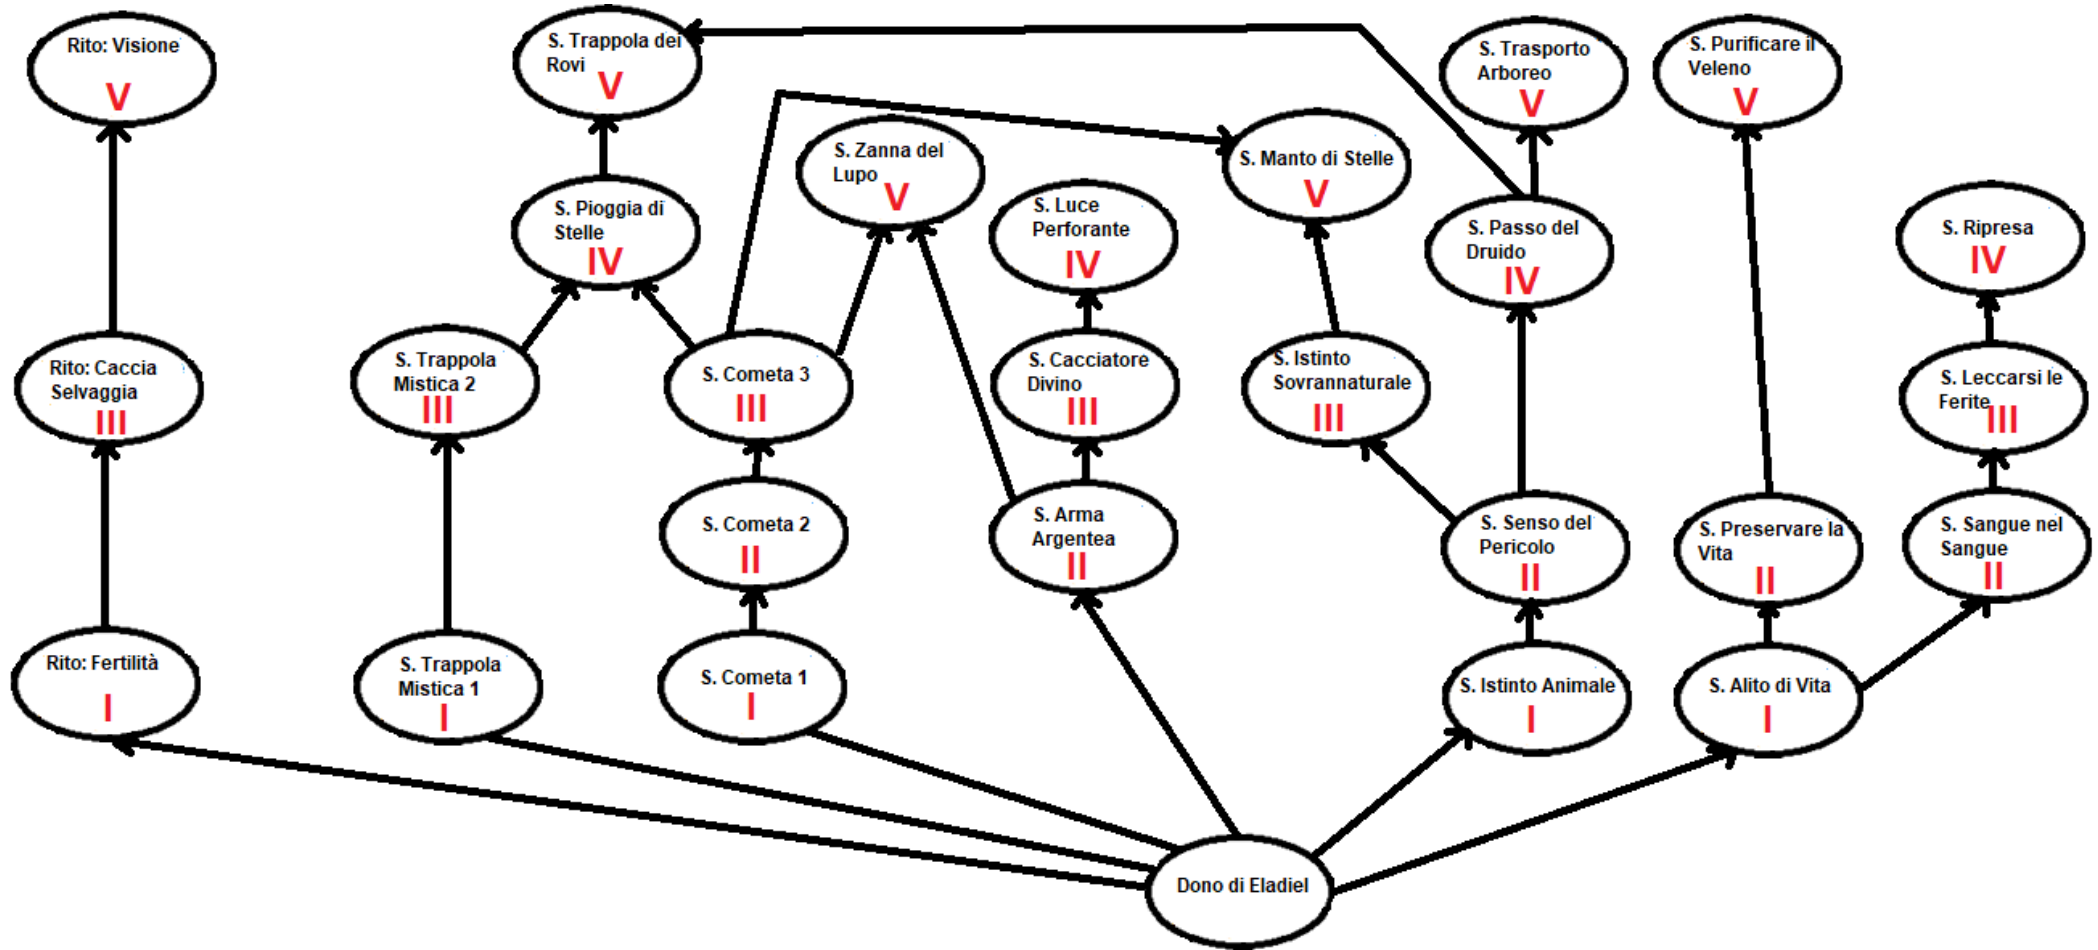 Rito: Visione
V
S. Trappola dei
Rovi
V
S. Trasporto
Arboreo
V
S. Purificare il
Veleno
V
S. Zanna del
Lupo
V
S. Manto di Stelle
V
S. Pioggia di
Stelle
IV
S. Luce
Perforante
IV
S. Passo del
Druido
IV
S. Ripresa
IV
Rito: Caccia
Selvaggia
III
S. Trappola
Mistica 2
III
S. Cometa 3
III
S. Cacciatore
Divino
III
S. Istinto
Sovrannaturale
III
S. Leccarsi le
Ferite
III
S. Cometa 2
II
S. Arma
Argentea
II
S. Senso del
Pericolo
II
S. Preservare la
Vita
II
S. Sangue nel
Sangue
II
Rito: Fertilità
I
S. Trappola
Mistica 1
I
S. Cometa 1
I
S. Istinto Animale
I
S. Alito di Vita
I
Dono di Eladiel